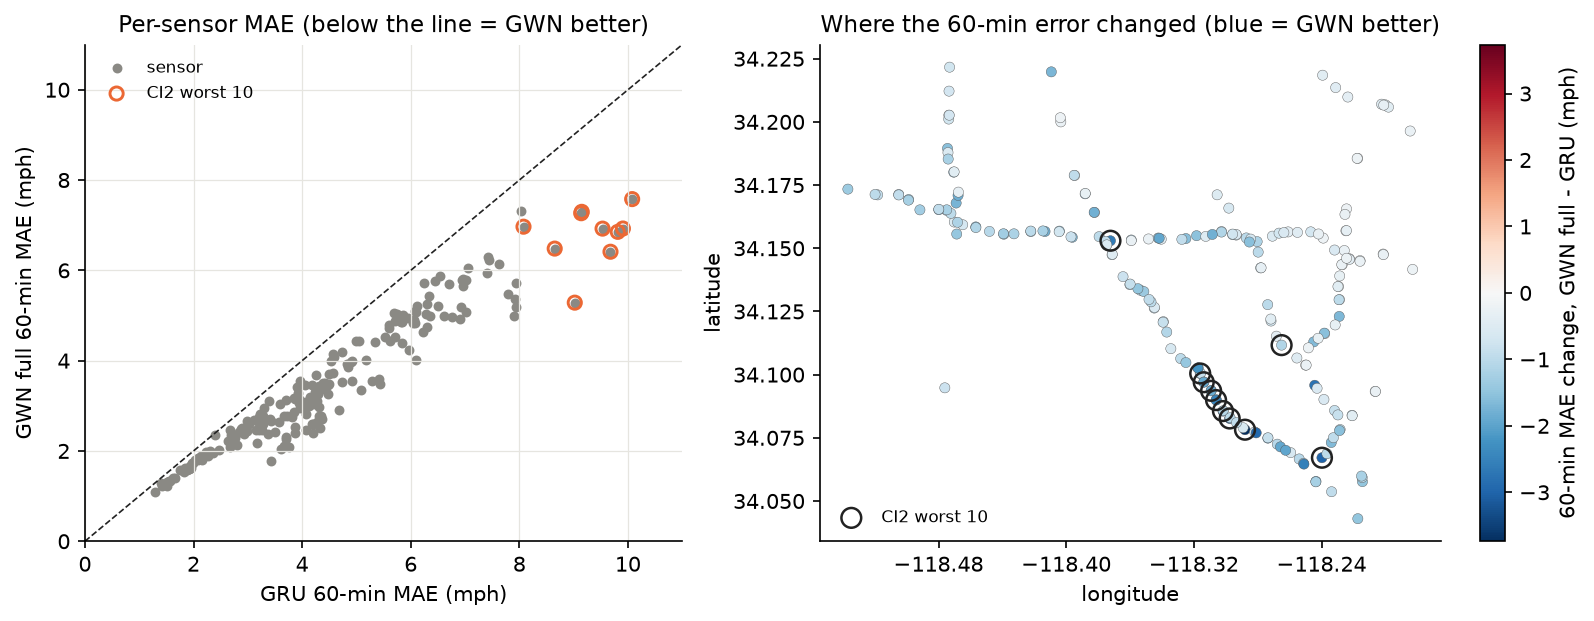 Per-sensor MAE (below the line = GWN better)
sensor
CI2 worst 10
10
8
6
4
2
0
0 2 4 6 8 10
GRU 60-min MAE (mph)
GWN full 60-min MAE (mph)
Where the 60-min error changed (blue = GWN better)
34.225
34.200
34.175
34.150
34.125
34.100
34.075
34.050
latitude
CI2 worst 10
−118.48 −118.40 −118.32 −118.24
longitude
3
2
1
0
−1
−2
−3
60-min MAE change, GWN full - GRU (mph)